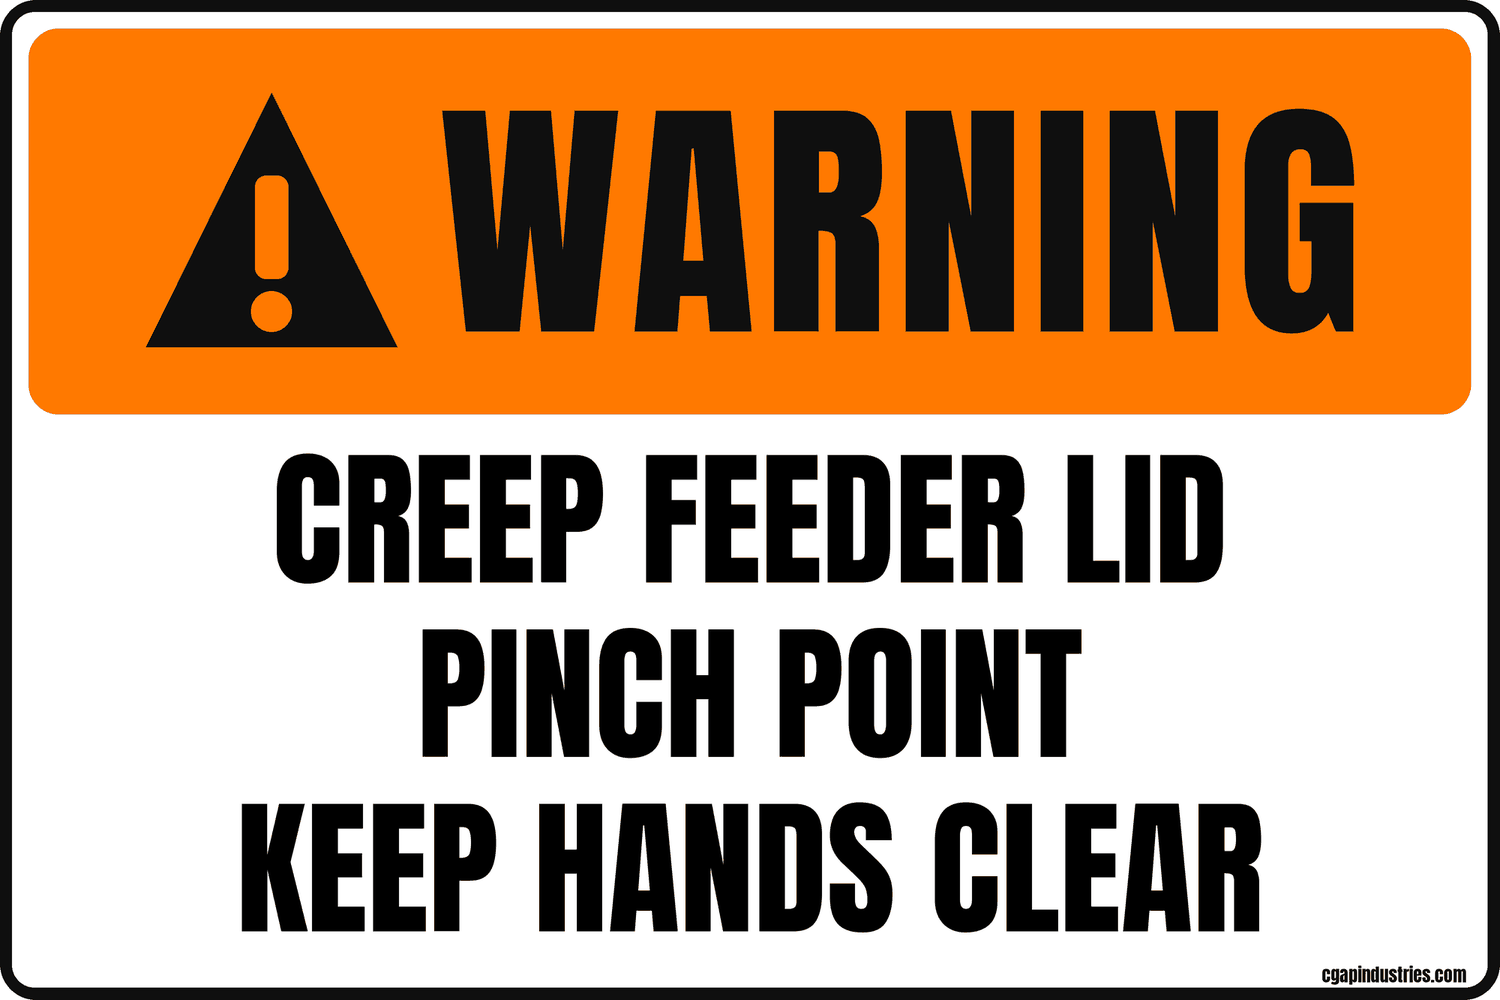 WARNING
CREEP FEEDER LID
PINCH POINT
KEEP HANDS CLEAR
cgapindustries.com